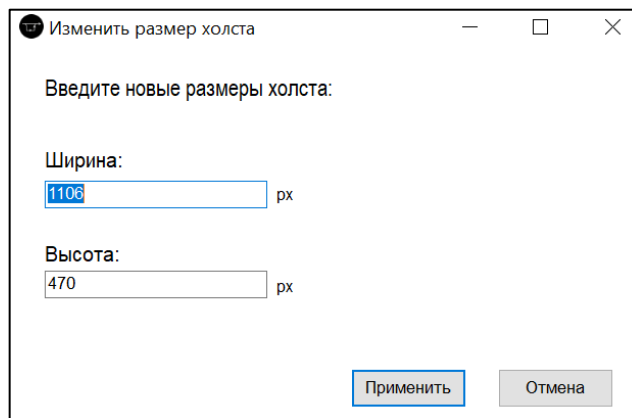 Изменить размер холста
Введите новые размеры холста:
Ширина:
1106 px
Высота:
470 px
Применить Отмена